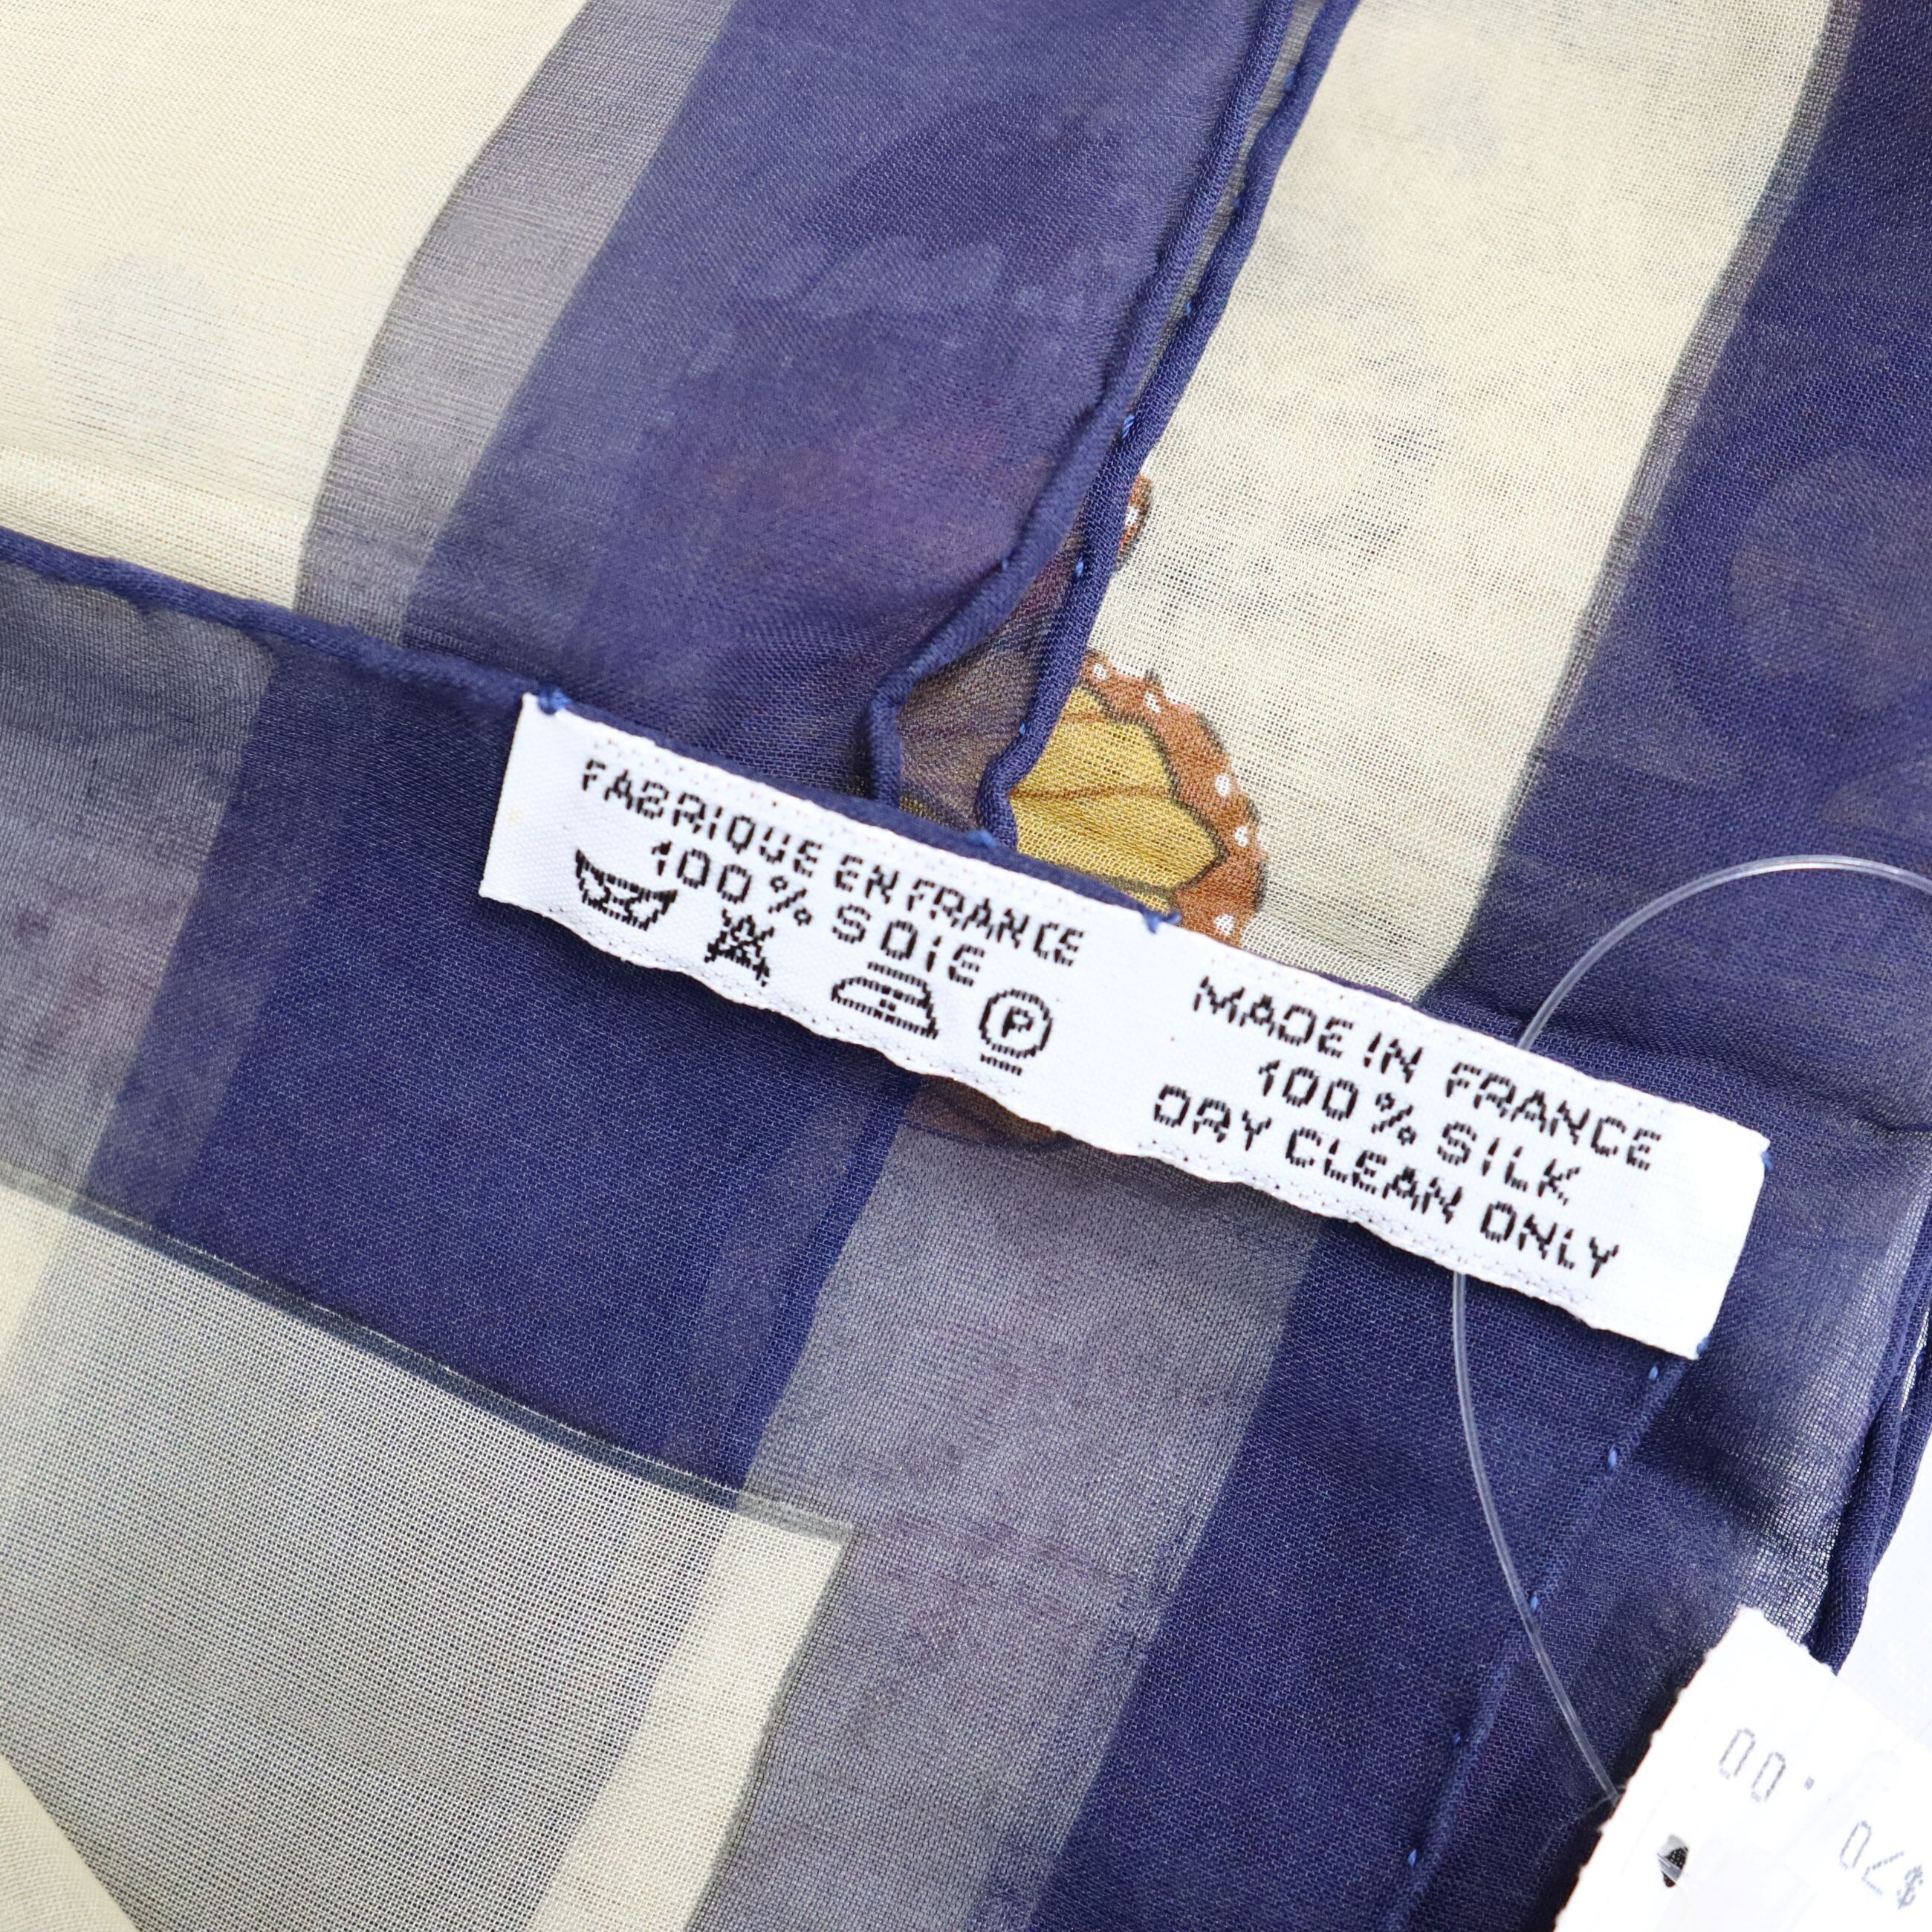 FABRIQUE EN FRANCE
100% SOIE
P
MADE IN FRANCE
100% SILK
DRY CLEAN ONLY